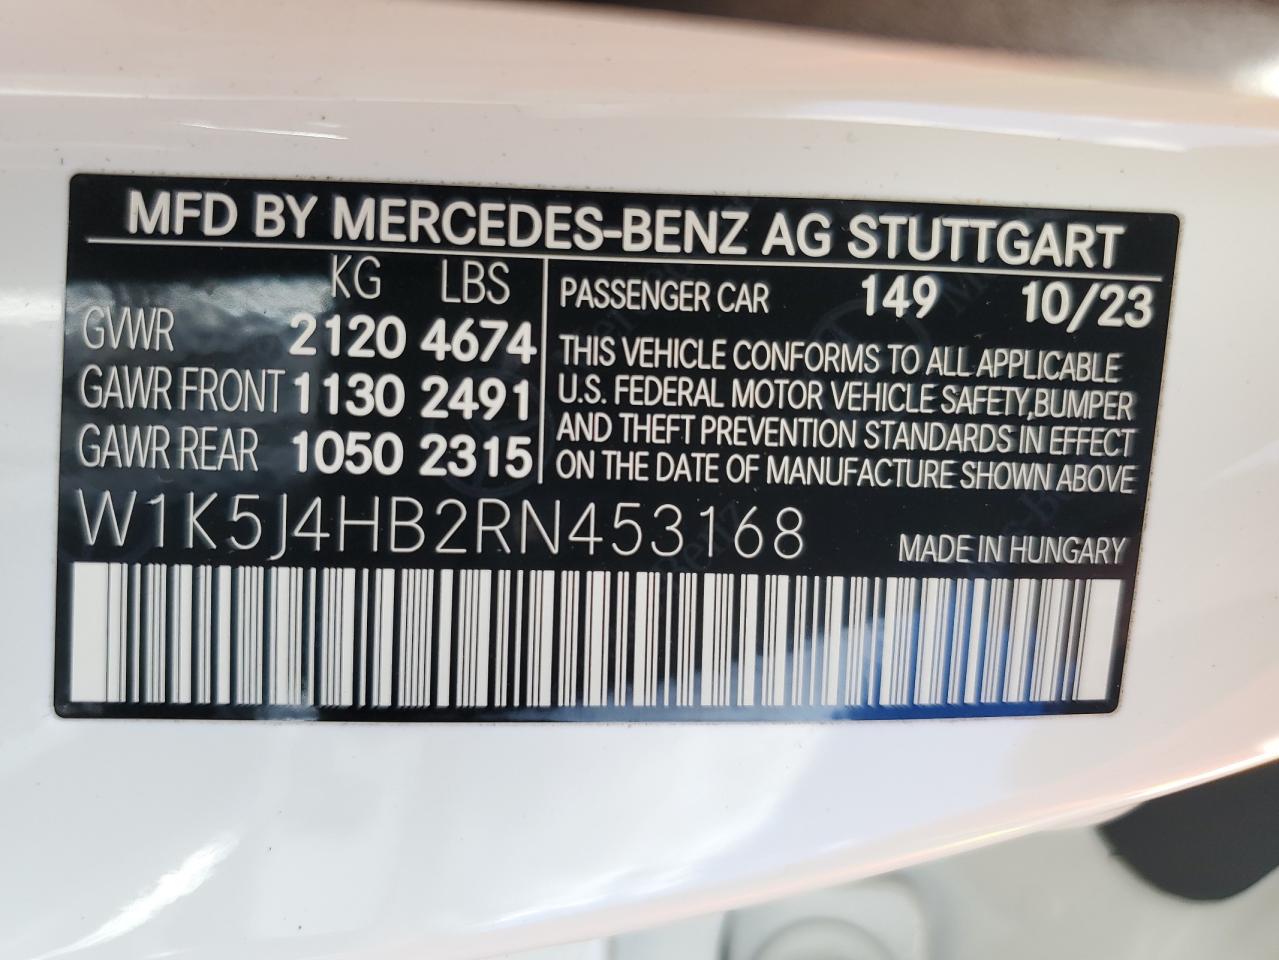 MFD BY MERCEDES-BENZ AG STUTTGART
KG LBS
GVWR 2120 4674
GAWR FRONT 1130 2491
GAWR REAR 1050 2315
PASSENGER CAR 149 10/23
THIS VEHICLE CONFORMS TO ALL APPLICABLE
U.S. FEDERAL MOTOR VEHICLE SAFETY,BUMPER
AND THEFT PREVENTION STANDARDS IN EFFECT
ON THE DATE OF MANUFACTURE SHOWN ABOVE
W1K5J4HB2RN453168
MADE IN HUNGARY